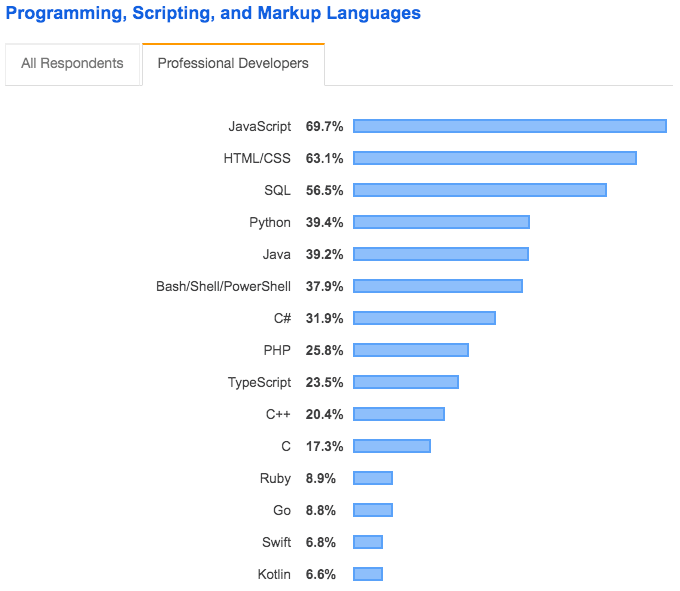 Programming, Scripting, and Markup Languages
All Respondents
Professional Developers
JavaScript 69.7%
HTML/CSS 63.1%
SQL 56.5%
Python 39.4%
Java 39.2%
Bash/Shell/PowerShell 37.9%
C# 31.9%
PHP 25.8%
TypeScript 23.5%
C++ 20.4%
C 17.3%
Ruby 8.9%
Go 8.8%
Swift 6.8%
Kotlin 6.6%